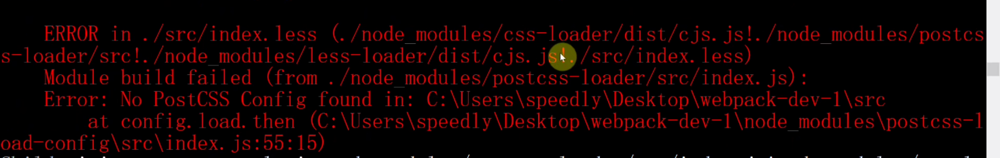 ERROR in ./src/index.less (./node_modules/css-loader/dist/cjs.js!./node_modules/postcs
s-loader/src!./node_modules/less-loader/dist/cjs.js!./src/index.less)
Module build failed (from ./node_modules/postcss-loader/src/index.js):
Error: No PostCSS Config found in: C:\Users\speedly\Desktop\webpack-dev-1\src
at config.load.then (C:\Users\speedly\Desktop\webpack-dev-1\node_modules\postcss-l
oad-config\src\index.js:55:15)